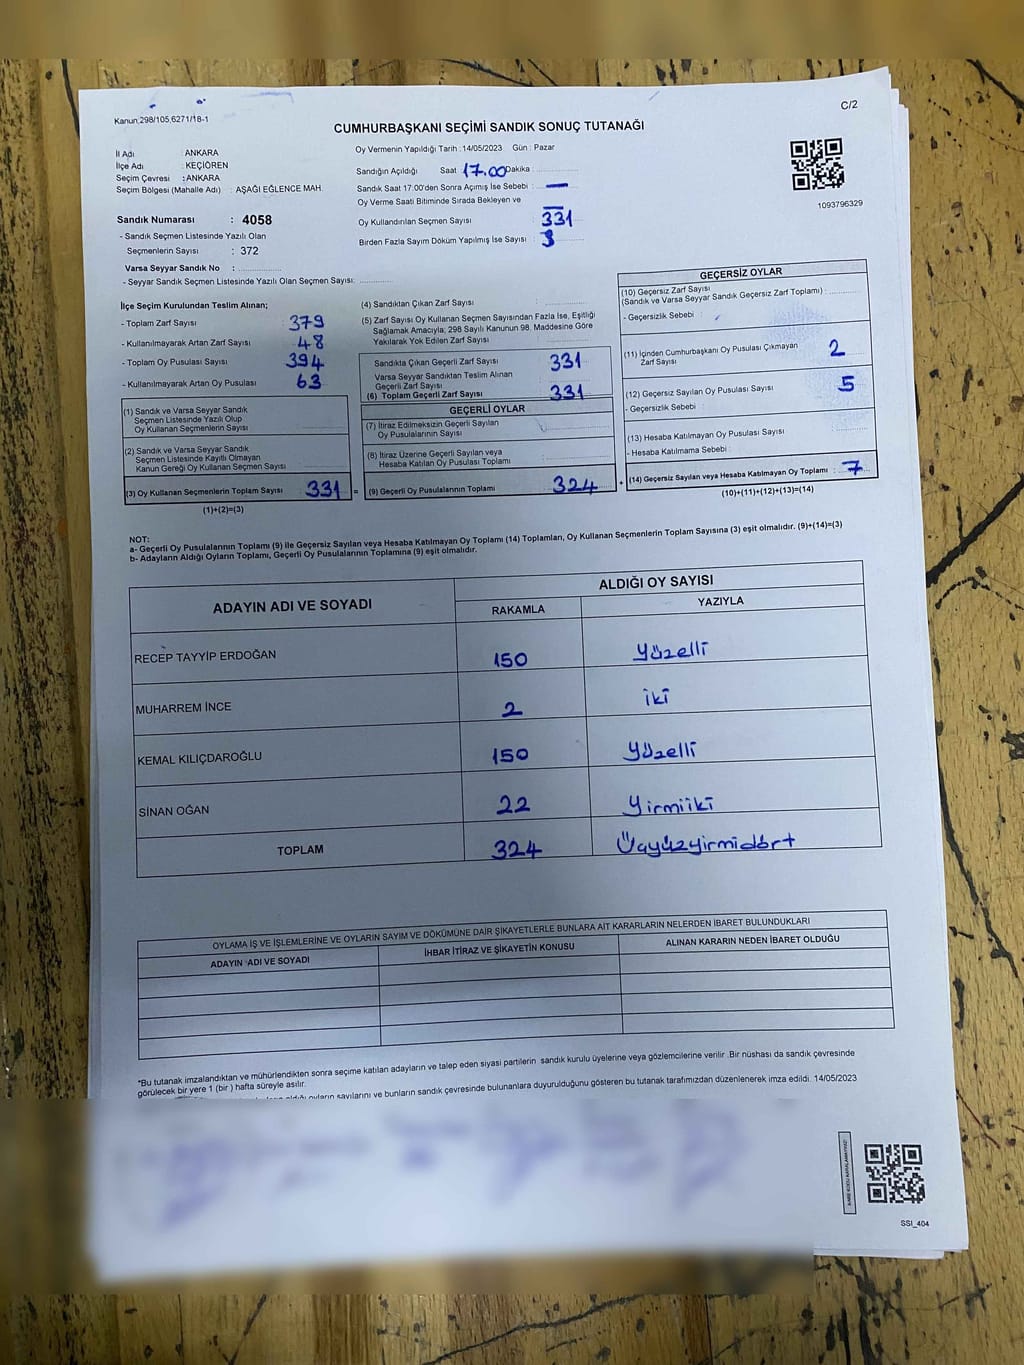 Kanun:298/105,6271/18-1
C/2
CUMHURBAŞKANI SEÇİMİ SANDIK SONUÇ TUTANAĞI
İl Adı : ANKARA
İlçe Adı : KEÇİÖREN
Seçim Çevresi : ANKARA
Seçim Bölgesi (Mahalle Adı) : AŞAĞI EĞLENCE MAH.
Sandık Numarası : 4058
- Sandık Seçmen Listesinde Yazılı Olan
Seçmenlerin Sayısı : 372
Varsa Seyyar Sandık No :
- Seyyar Sandık Seçmen Listesinde Yazılı Olan Seçmen Sayısı:
Oy Vermenin Yapıldığı Tarih : 14/05/2023 Gün : Pazar
Sandığın Açıldığı Saat 17.00 Dakika :
Sandık Saat 17:00'den Sonra Açımış İse Sebebi : —
Oy Verme Saati Bitiminde Sırada Bekleyen ve
Oy Kullandırılan Seçmen Sayısı 331
Birden Fazla Sayım Döküm Yapılmış İse Sayısı : 3
1093796329
İlçe Seçim Kurulundan Teslim Alınan;
- Toplam Zarf Sayısı 379
- Kullanılmayarak Artan Zarf Sayısı 48
- Toplam Oy Pusulası Sayısı 394
- Kullanılmayarak Artan Oy Pusulası 63
(1) Sandık ve Varsa Seyyar Sandık
Seçmen Listesinde Yazılı Olup
Oy Kullanan Seçmenlerin Sayısı
(2) Sandık ve Varsa Seyyar Sandık
Seçmen Listesinde Kayıtlı Olmayan
Kanun Gereği Oy Kullanan Seçmen Sayısı
(3) Oy Kullanan Seçmenlerin Toplam Sayısı 331 =
(1)+(2)=(3)
(4) Sandıktan Çıkan Zarf Sayısı :
(5) Zarf Sayısı Oy Kullanan Seçmen Sayısından Fazla İse, Eşitliği
Sağlamak Amacıyla; 298 Sayılı Kanunun 98. Maddesine Göre
Yakılarak Yok Edilen Zarf Sayısı
Sandıkta Çıkan Geçerli Zarf Sayısı 331
Varsa Seyyar Sandıktan Teslim Alınan
Geçerli Zarf Sayısı
(6) Toplam Geçerli Zarf Sayısı 331
GEÇERLİ OYLAR
(7) İtiraz Edilmeksizin Geçerli Sayılan
Oy Pusulalarının Sayısı
(8) İtiraz Üzerine Geçerli Sayılan veya
Hesaba Katılan Oy Pusulası Toplamı
(9) Geçerli Oy Pusulalarının Toplamı 324 +
GEÇERSİZ OYLAR
(10) Geçersiz Zarf Sayısı
(Sandık ve Varsa Seyyar Sandık Geçersiz Zarf Toplamı) :
- Geçersizlik Sebebi :
(11) İçinden Cumhurbaşkanı Oy Pusulası Çıkmayan
Zarf Sayısı 2
(12) Geçersiz Sayılan Oy Pusulası Sayısı 5
- Geçersizlik Sebebi
(13) Hesaba Katılmayan Oy Pusulası Sayısı
- Hesaba Katılmama Sebebi :
(14) Geçersiz Sayılan veya Hesaba Katılmayan Oy Toplamı : 7
(10)+(11)+(12)+(13)=(14)
NOT:
a- Geçerli Oy Pusulalarının Toplamı (9) ile Geçersiz Sayılan veya Hesaba Katılmayan Oy Toplamı (14) Toplamları, Oy Kullanan Seçmenlerin Toplam Sayısına (3) eşit olmalıdır. (9)+(14)=(3)
b- Adayların Aldığı Oyların Toplamı, Geçerli Oy Pusulalarının Toplamına (9) eşit olmalıdır.
ADAYIN ADI VE SOYADI
ALDIĞI OY SAYISI
RAKAMLA YAZIYLA
RECEP TAYYİP ERDOĞAN 150 Yüzelli
MUHARREM İNCE 2 iki
KEMAL KILIÇDAROĞLU 150 Yüzelli
SİNAN OĞAN 22 Yirmiiki
TOPLAM 324 Üçyüzyirmidört
OYLAMA İŞ VE İŞLEMLERİNE VE OYLARIN SAYIM VE DÖKÜMÜNE DAİR ŞİKAYETLERLE BUNLARA AİT KARARLARIN NELERDEN İBARET BULUNDUKLARI
ADAYIN ADI VE SOYADI İHBAR İTİRAZ VE ŞİKAYETİN KONUSU ALINAN KARARIN NEDEN İBARET OLDUĞU
*Bu tutanak imzalandıktan ve mühürlendikten sonra seçime katılan adayların ve talep eden siyasi partilerin sandık kurulu üyelerine veya gözlemcilerine verilir. Bir nüshası da sandık çevresinde
görülecek bir yere 1 (bir ) hafta süreyle asılır.
oyların sayılarını ve bunların sandık çevresinde bulunanlara duyurulduğunu gösteren bu tutanak tarafımızdan düzenlenerek imza edildi. 14/05/2023
SSI_404